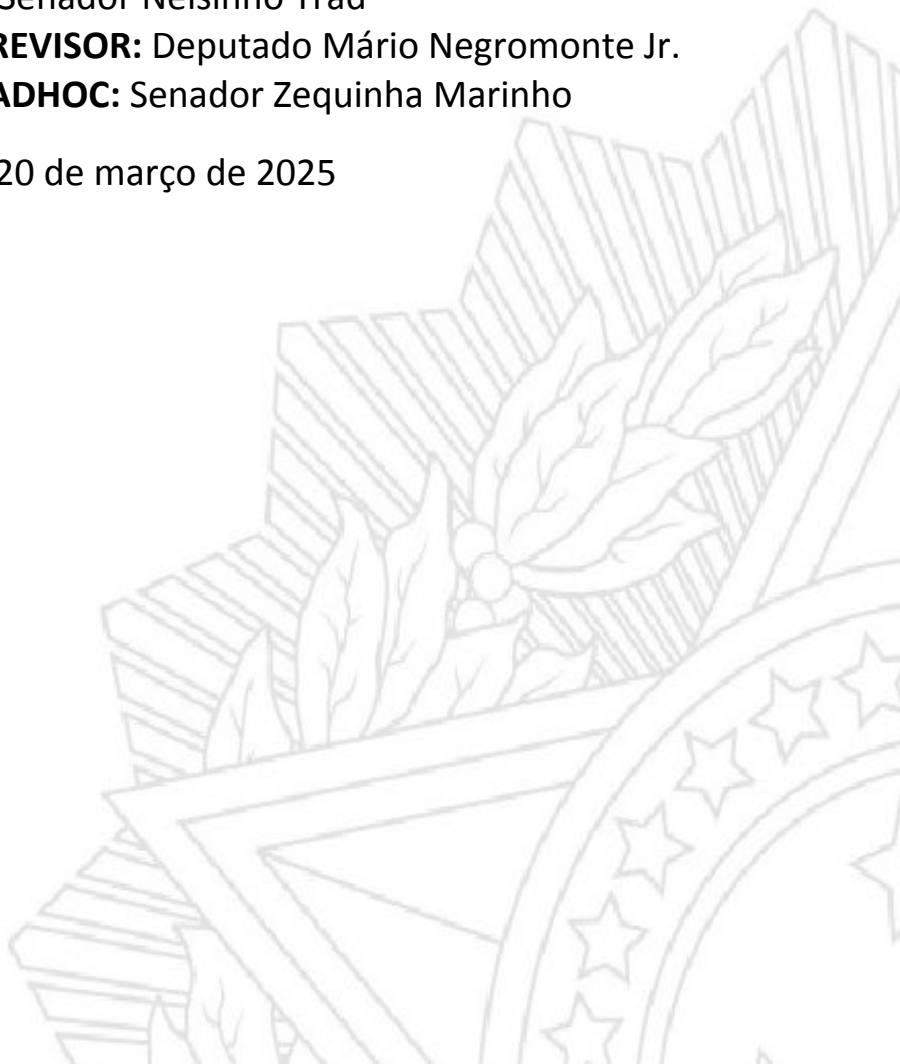 Senador Nelsinho Trad
REVISOR: Deputado Mário Negromonte Jr.
ADHOC: Senador Zequinha Marinho
20 de março de 2025